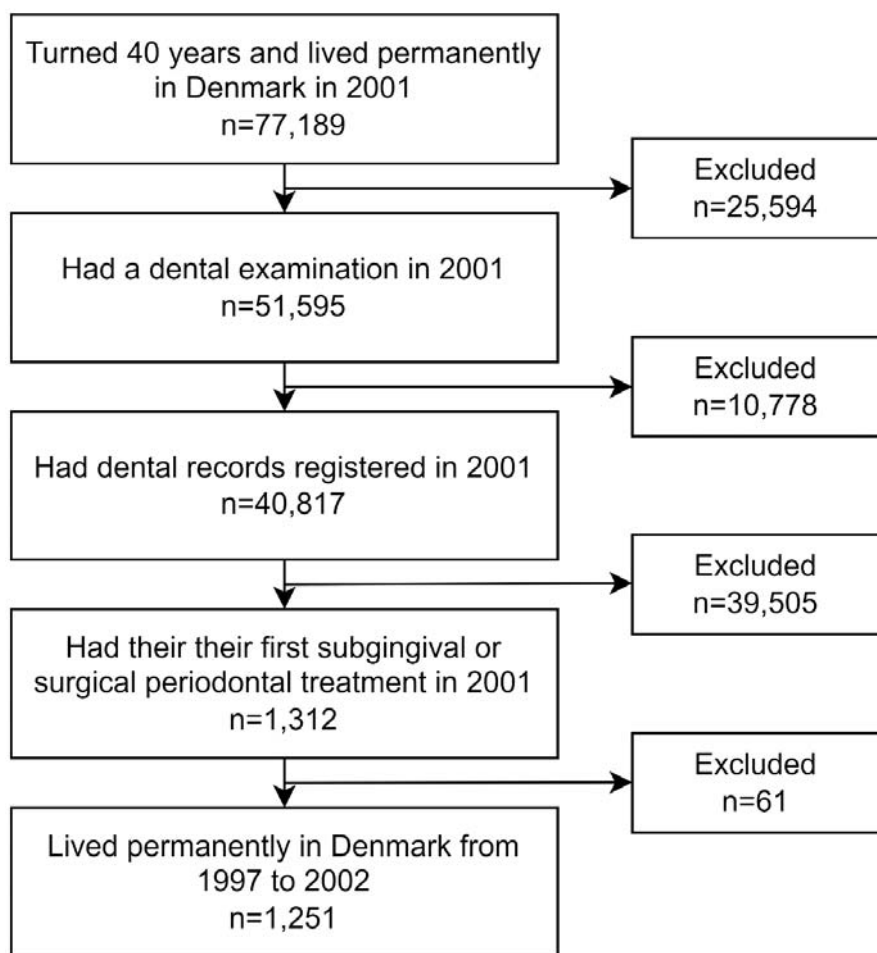 Turned 40 years and lived permanently
in Denmark in 2001
n=77,189
Excluded
n=25,594
Had a dental examination in 2001
n=51,595
Excluded
n=10,778
Had dental records registered in 2001
n=40,817
Excluded
n=39,505
Had their their first subgingival or
surgical periodontal treatment in 2001
n=1,312
Excluded
n=61
Lived permanently in Denmark from
1997 to 2002
n=1,251